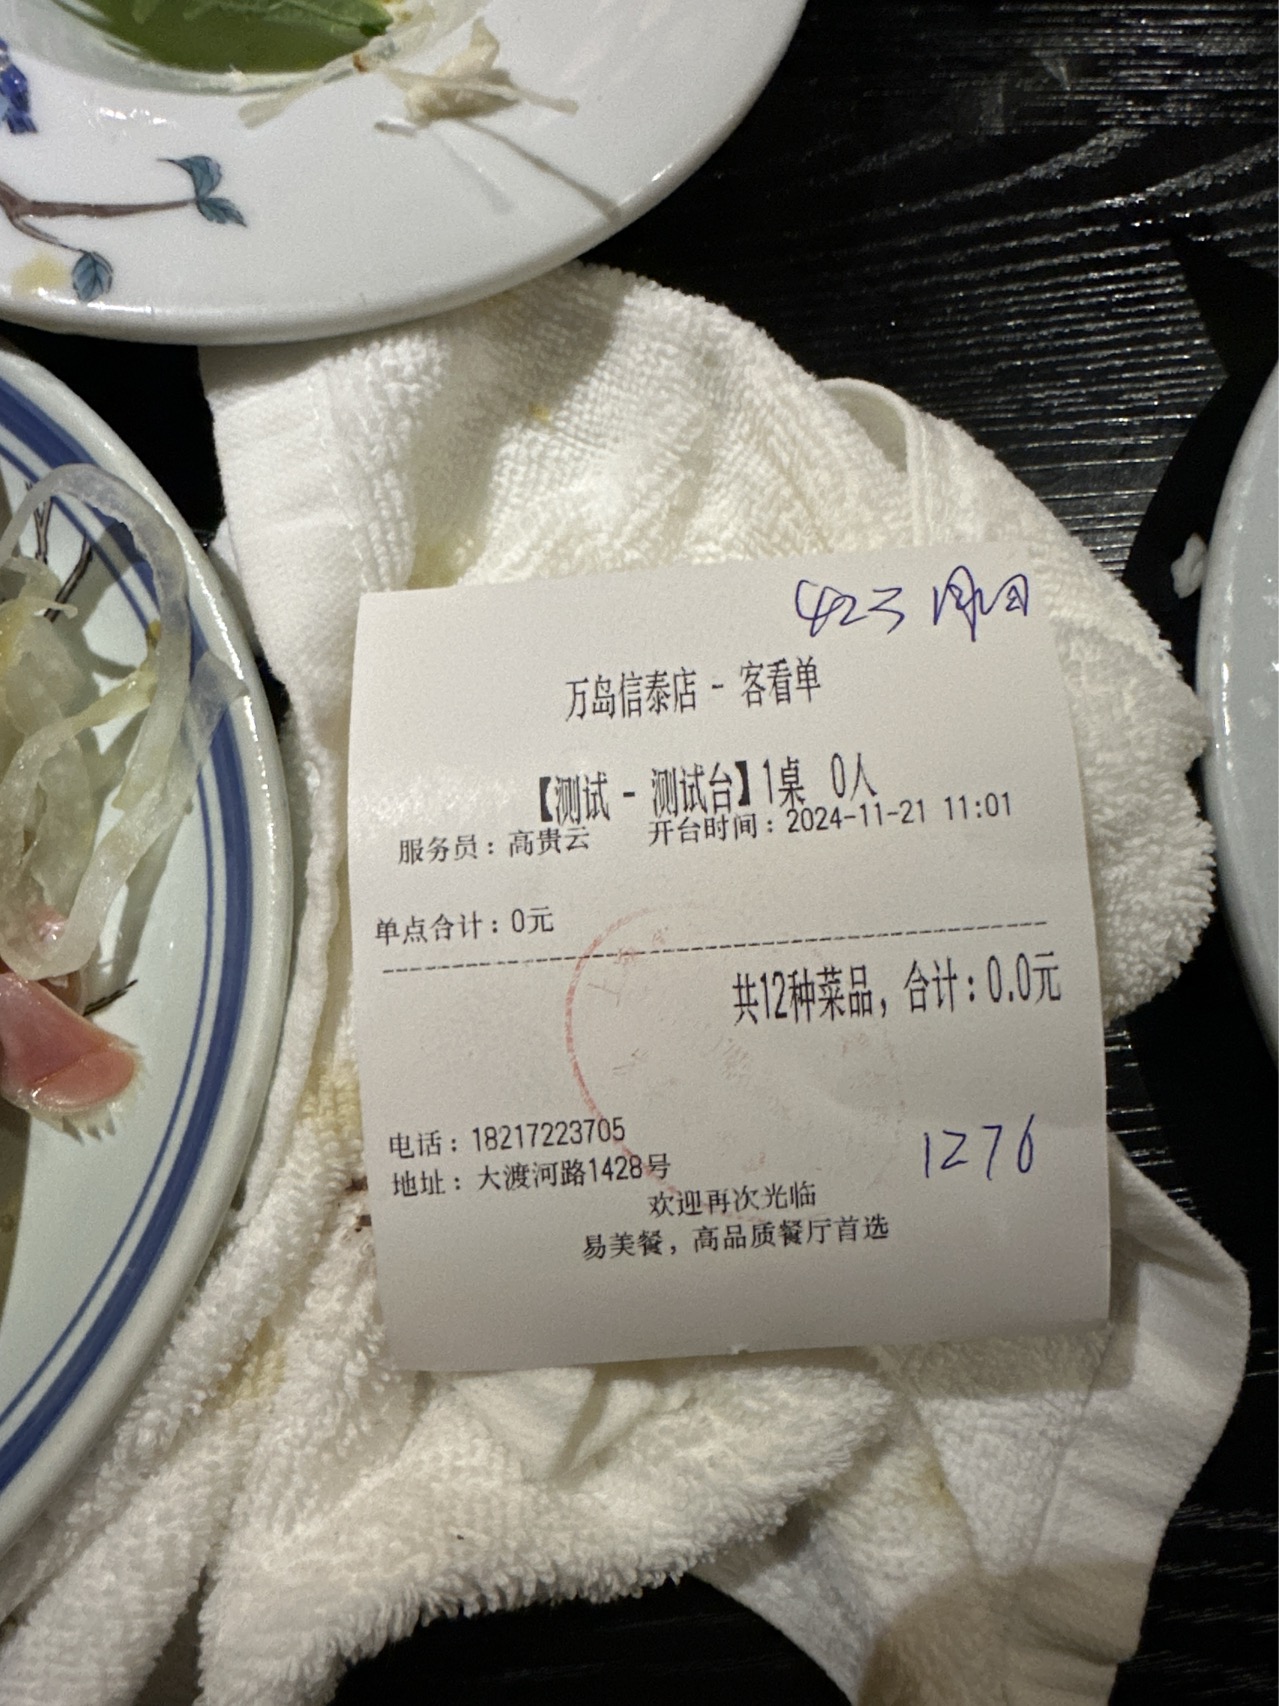 423
万岛信泰店 - 客看单
【测试 - 测试台】1桌 0人
服务员：高贵云 开台时间：2024-11-21 11:01
单点合计：0元
共12种菜品，合计：0.0元
电话：18217223705
1276
地址：大渡河路1428号
欢迎再次光临
易美餐，高品质餐厅首选